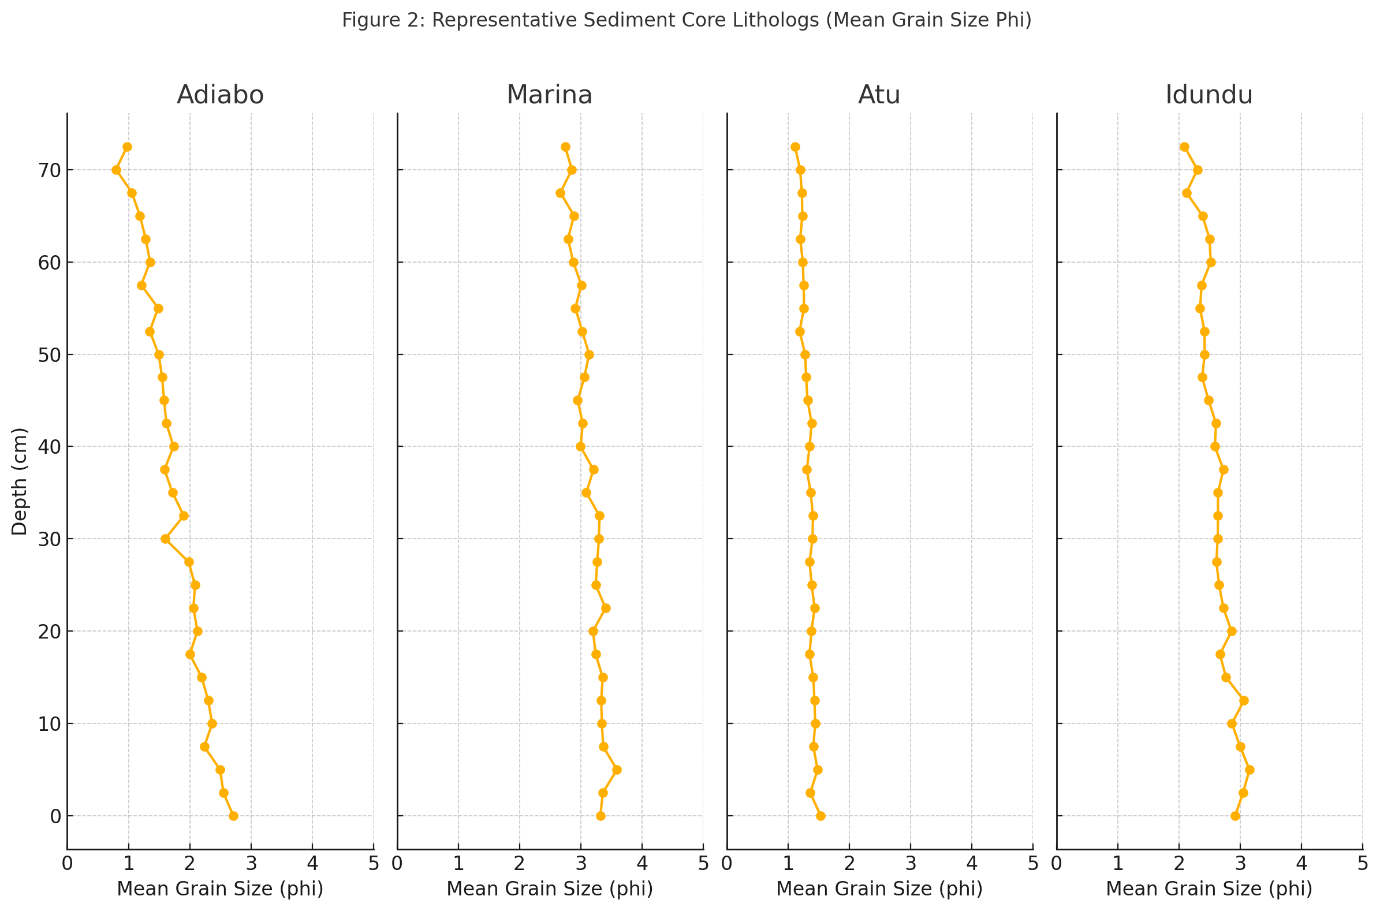 Figure 2: Representative Sediment Core Lithologs (Mean Grain Size Phi)
Adiabo
Marina
Atu
Idundu
Depth (cm)
70
60
50
40
30
20
10
0
0 1 2 3 4 5
0 1 2 3 4 5
0 1 2 3 4 5
0 1 2 3 4 5
Mean Grain Size (phi)
Mean Grain Size (phi)
Mean Grain Size (phi)
Mean Grain Size (phi)